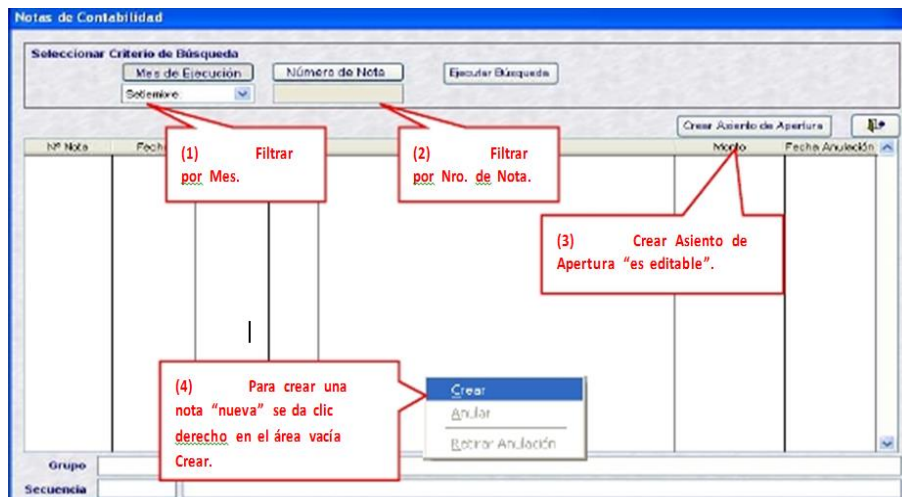 Notas de Contabilidad
Seleccionar Criterio de Búsqueda
Mes de Ejecución
Número de Nota
Ejecutar Búsqueda
Setiembre
Crear Asiento de Apertura
Nº Nota
Fech
Monto
Fecha Anulación
(1) Filtrar
por Mes.
(2) Filtrar
por Nro. de Nota.
(3) Crear Asiento de
Apertura “es editable”.
(4) Para crear una
nota “nueva” se da clic
derecho en el área vacía
Crear.
Crear
Anular
Retirar Anulación
Grupo
Secuencia